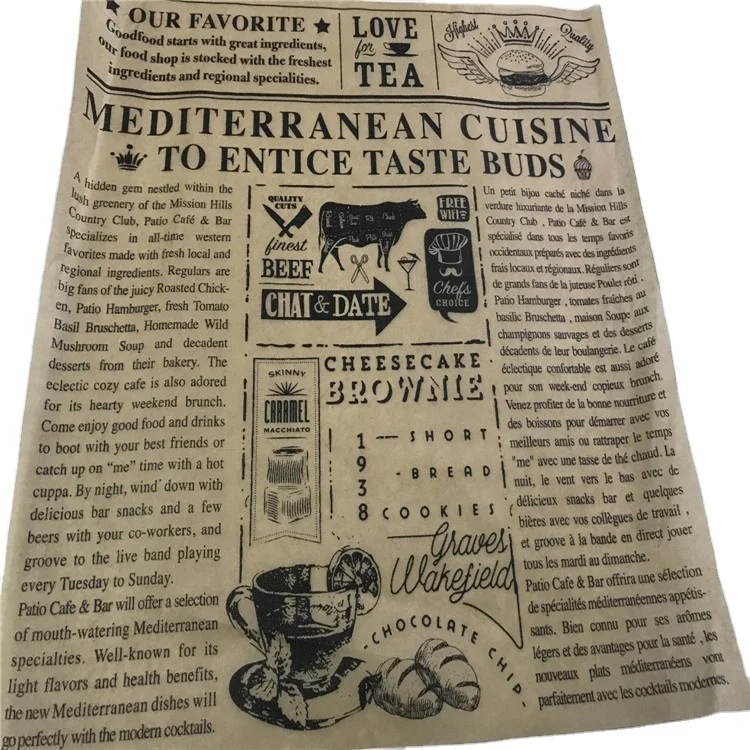 ★ OUR FAVORITE ★
Goodfood starts with great ingredients,
our food shop is stocked with the freshest
ingredients and regional specialities.
LOVE
for
TEA
Highest Quality
MEDITERRANEAN CUISINE
TO ENTICE TASTE BUDS
A hidden gem nestled within the
lush greenery of the Mission Hills
Country Club, Patio Café & Bar
specializes in all-time western
favorites made with fresh local and
regional ingredients. Regulars are
big fans of the juicy Roasted Chick-
en, Patio Hamburger, fresh Tomato
Basil Bruschetta, Homemade Wild
Mushroom Soup and decadent
desserts from their bakery. The
eclectic cozy cafe is also adored
for its hearty weekend brunch.
Come enjoy good food and drinks
to boot with your best friends or
catch up on “me” time with a hot
cuppa. By night, wind’ down with
delicious bar snacks and a few
beers with your co-workers, and
groove to the live band playing
every Tuesday to Sunday.
Patio Cafe & Bar will offer a selection
of mouth-watering Mediterranean
specialties. Well-known for its
light flavors and health benefits,
the new Mediterranean dishes will
go perfectly with the modern cocktails.
QUALITY
CUTS
finest
BEEF
FREE
WIFI
Chefs
CHOICE
CHAT & DATE
SKINNY
CARAMEL
MACCHIATO
CHEESECAKE
BROWNIE
1 — SHORT
9
3 - BREAD
8 COOKIES
Graves
Wakefield
-CHOCOLATE CHIP-
Un petit bijou caché niché dans la
verdure luxuriante de la Mission Hills
Country Club , Patio Café & Bar est
spécialisé dans tous les temps favoris
occidentaux préparés avec des ingrédients
frais locaux et régionaux. Réguliers sont
de grands fans de la juteuse Poulet rôti ,
Patio Hamburger , tomates fraîches au
basilic Bruschetta , maison Soupe aux
champignons sauvages et des desserts
décadents de leur boulangerie. Le café
éclectique confortable est aussi adoré
pour son week-end copieux brunch.
Venez profiter de la bonne nourriture et
des boissons pour démarrer avec vos
meilleurs amis ou rattraper le temps
"me" avec une tasse de thé chaud. La
nuit, le vent vers le bas avec de
délicieux snacks bar et quelques
bières avec vos collègues de travail ,
et groove à la bande en direct jouer
tous les mardi au dimanche.
Patio Cafe & Bar offrira une sélection
de spécialités méditerranéennes appétis-
sants. Bien connu pour ses arômes
légers et des avantages pour la santé ,les
nouveaux plats méditerranéens vont
parfaitement avec les cocktails modernes.